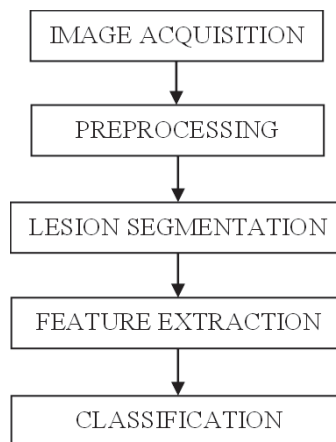 IMAGE ACQUISITION
PREPROCESSING
LESION SEGMENTATION
FEATURE EXTRACTION
CLASSIFICATION